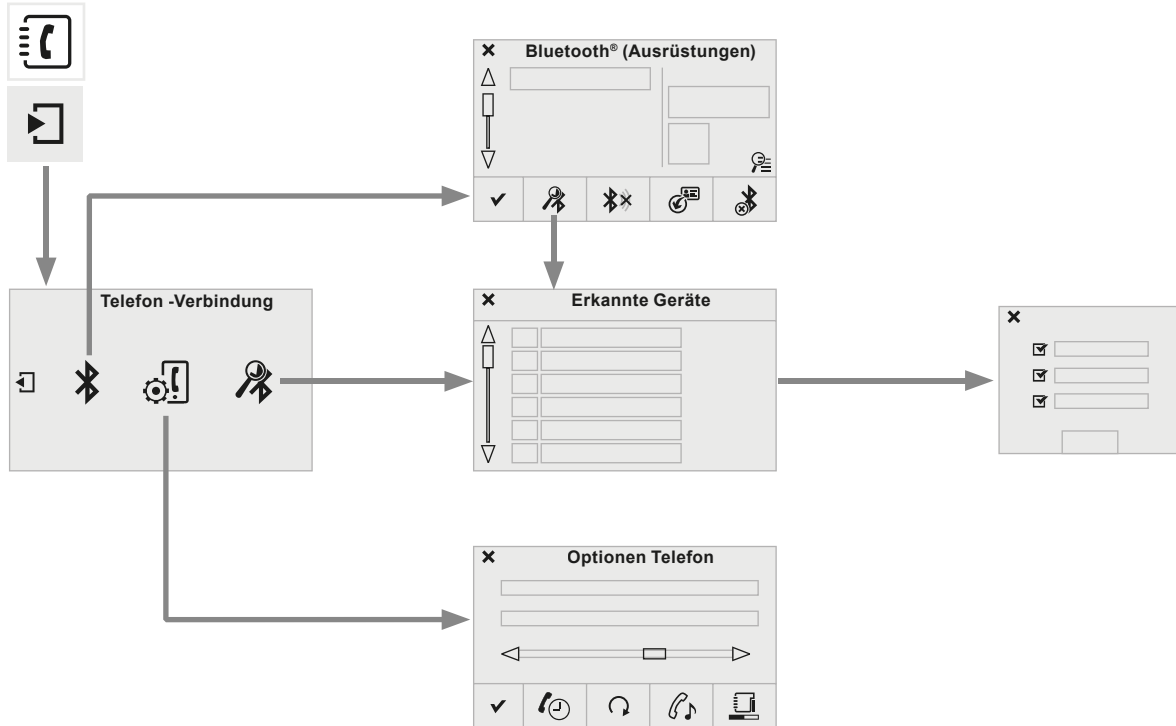 Bluetooth® (Ausrüstungen)
Telefon -Verbindung
Erkannte Geräte
Optionen Telefon